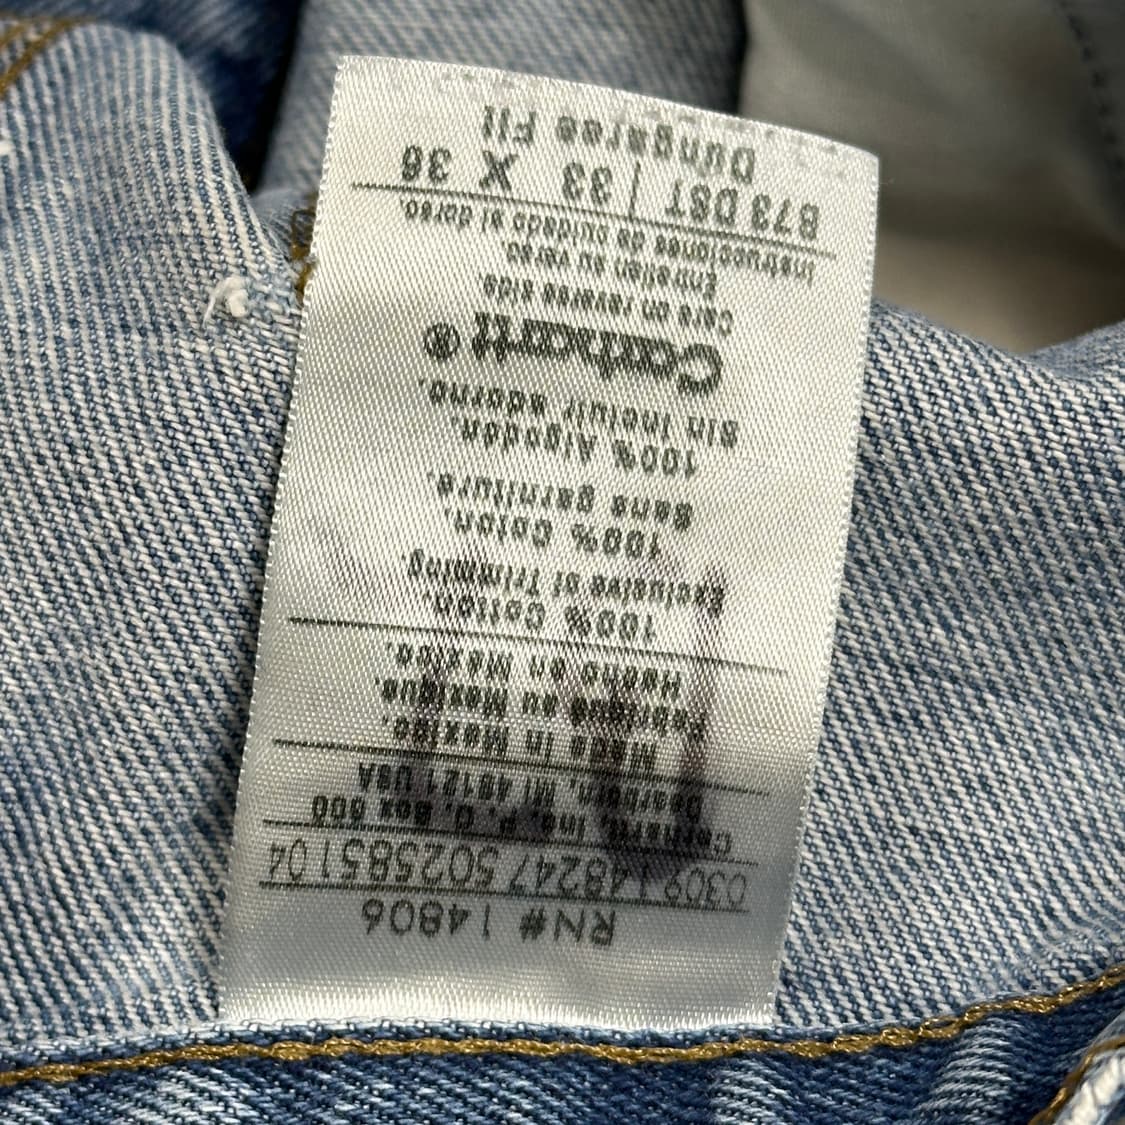 RN# 14806
0309 148247 5025851 04
Carhartt, Inc. P. O. Box 600
Dearborn, MI 48121 USA
Made in Mexico.
Fabriqué au Mexique.
Hecho en Mexico.
100% Cotton.
Exclusive of Trimming.
100% Coton.
Sans garniture.
100% Algodón.
Sin incluir adorno.
Carhartt®
Care on reverse side.
Entretien au verso.
Instrucciones de cuidado al dorso.
B73 DST | 33 X 36
Dungaree Fit